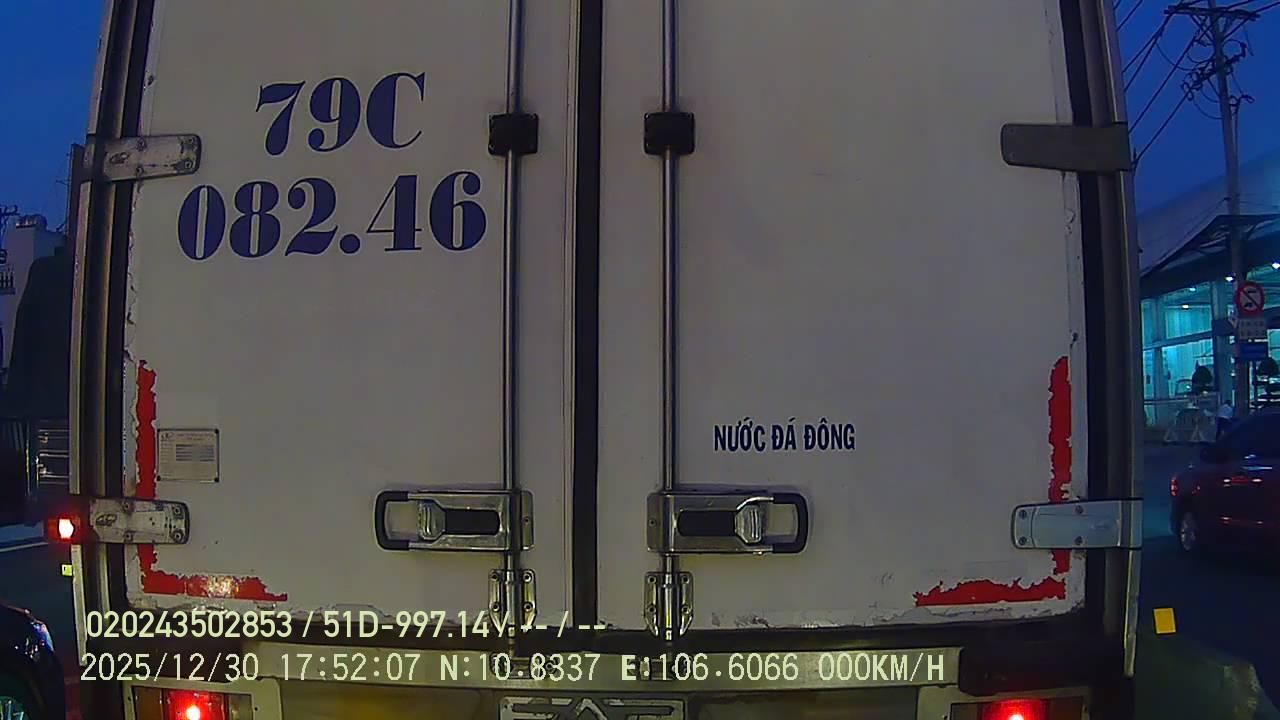 79C
082.46
NƯỚC ĐÁ ĐÔNG
020243502853 / 51D-997.14 / -- / --
2025/12/30 17:52:07 N:10.8337 E:106.6066 000KM/H